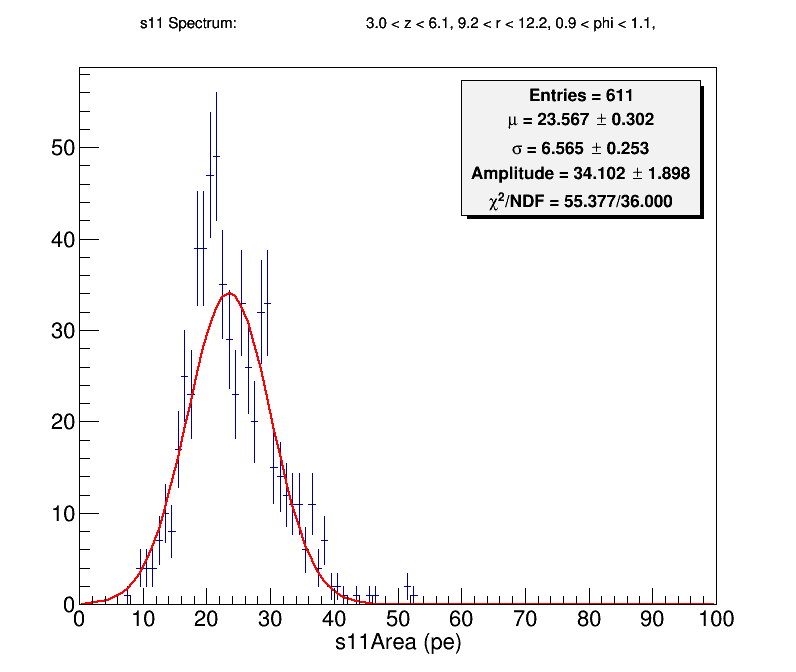 s11 Spectrum: 3.0 < z < 6.1, 9.2 < r < 12.2, 0.9 < phi < 1.1,
Entries = 611
μ = 23.567 ± 0.302
σ = 6.565 ± 0.253
Amplitude = 34.102 ± 1.898
χ²/NDF = 55.377/36.000
50
40
30
20
10
0
0 10 20 30 40 50 60 70 80 90 100
s11Area (pe)